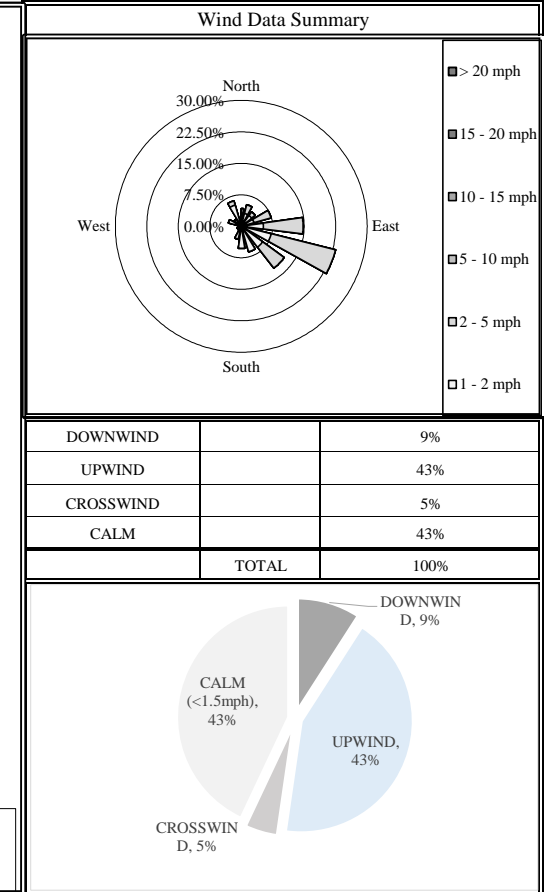 Wind Data Summary
North
30.00%
22.50%
15.00%
7.50%
0.00%
West
East
South
> 20 mph
15 - 20 mph
10 - 15 mph
5 - 10 mph
2 - 5 mph
1 - 2 mph
DOWNWIND 9%
UPWIND 43%
CROSSWIND 5%
CALM 43%
TOTAL 100%
DOWNWIN
D, 9%
UPWIND,
43%
CROSSWIN
D, 5%
CALM
(<1.5mph),
43%